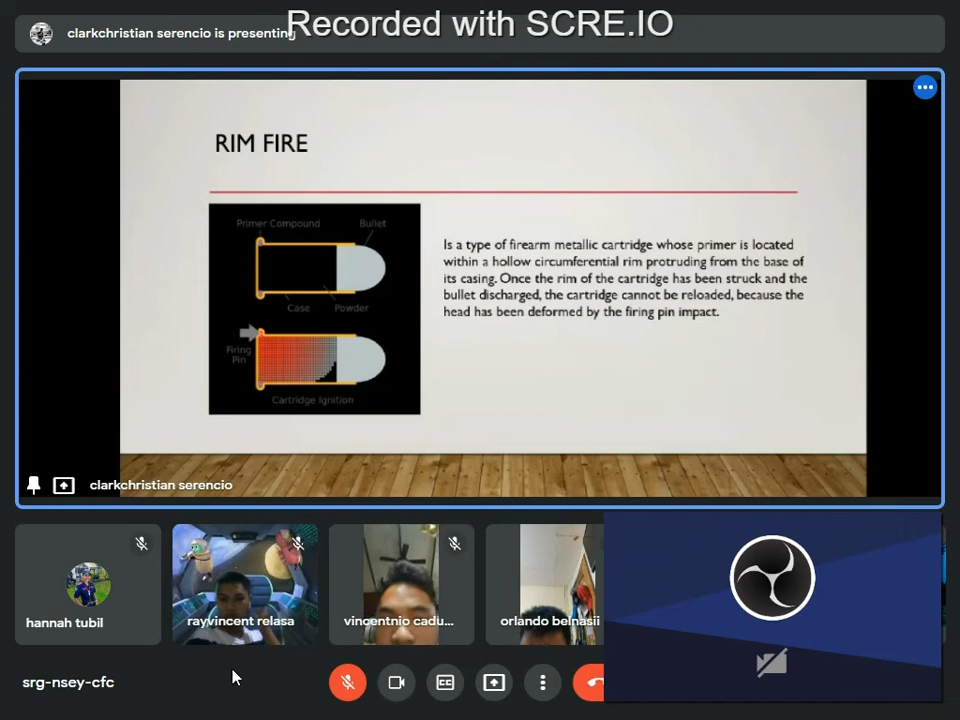 Recorded with SCRE.IO
clarkchristian serencio is presenting
RIM FIRE
Primer Compound Bullet
Case Powder
Firing
Pin
Cartridge Ignition
Is a type of firearm metallic cartridge whose primer is located
within a hollow circumferential rim protruding from the base of
its casing. Once the rim of the cartridge has been struck and the
bullet discharged, the cartridge cannot be reloaded, because the
head has been deformed by the firing pin impact.
clarkchristian serencio
hannah tubil
rayvincent relasa
vincentnio cadu...
orlando belnasii
srg-nsey-cfc
CC